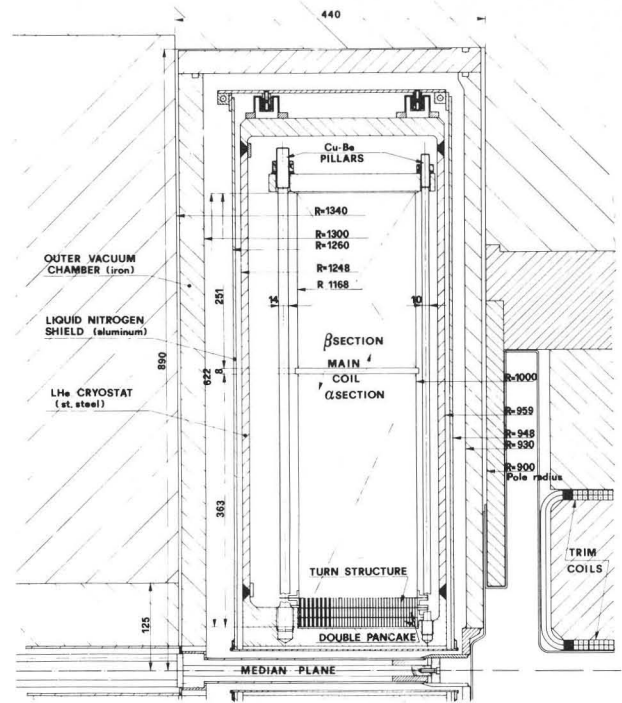 440
Cu-Be
PILLARS
R=1340
R=1300
R=1260
R=1248
R 1168
14
10
OUTER VACUUM
CHAMBER (iron)
LIQUID NITROGEN
SHIELD (aluminum)
LHe CRYOSTAT
(st. steel)
890
622
251
8
363
125
βSECTION
MAIN
COIL
αSECTION
R=1000
R=959
R=948
R=930
R=900
Pole radius
TRIM
COILS
TURN STRUCTURE
DOUBLE PANCAKE
MEDIAN PLANE